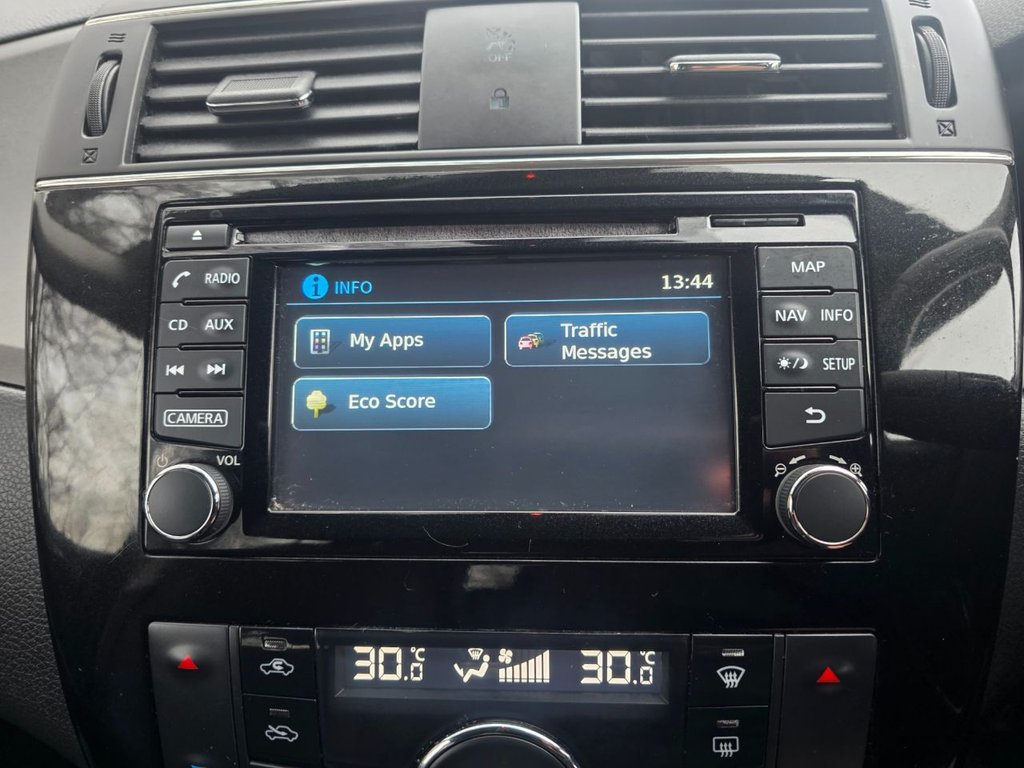 OFF
INFO
13:44
My Apps
Traffic
Messages
Eco Score
RADIO
CD AUX
CAMERA
VOL
MAP
NAV INFO
SETUP
30.0°C
30.0°C